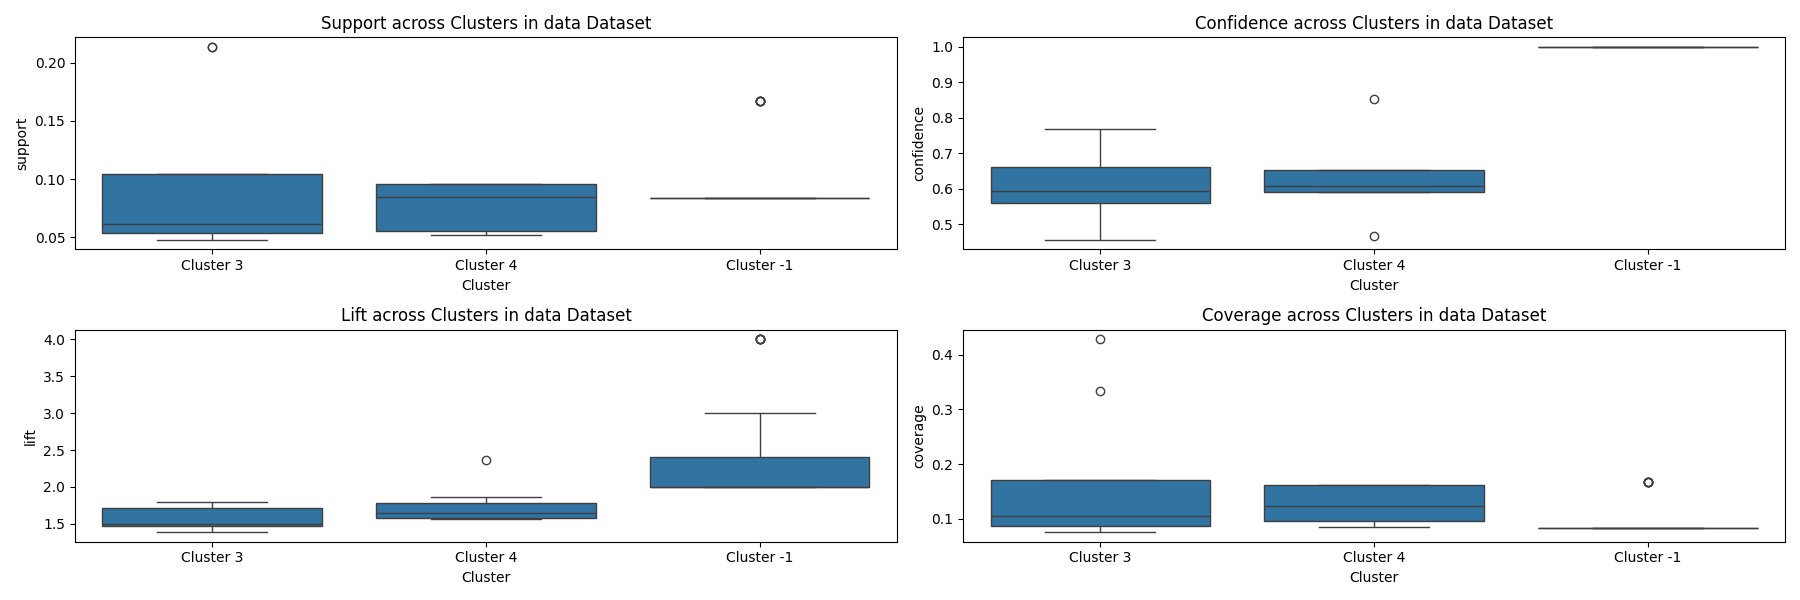 Support across Clusters in data Dataset
support
0.20
0.15
0.10
0.05
Cluster 3
Cluster 4
Cluster -1
Cluster
Confidence across Clusters in data Dataset
confidence
1.0
0.9
0.8
0.7
0.6
0.5
Cluster 3
Cluster 4
Cluster -1
Cluster
Lift across Clusters in data Dataset
lift
4.0
3.5
3.0
2.5
2.0
1.5
Cluster 3
Cluster 4
Cluster -1
Cluster
Coverage across Clusters in data Dataset
coverage
0.4
0.3
0.2
0.1
Cluster 3
Cluster 4
Cluster -1
Cluster